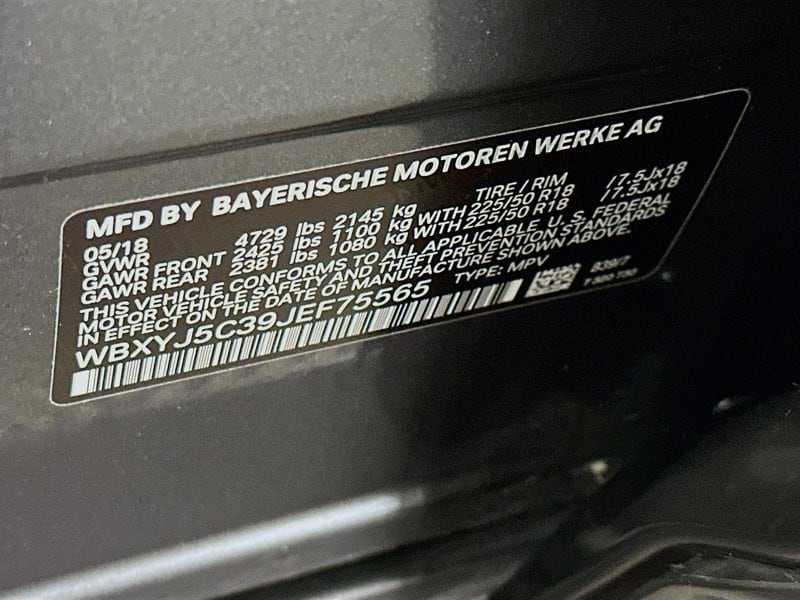 MFD BY BAYERISCHE MOTOREN WERKE AG
05/18 TIRE / RIM
GVWR 4729 lbs 2145 kg
GAWR FRONT 2425 lbs 1100 kg WITH 225/50 R18 /7.5Jx18
GAWR REAR 2381 lbs 1080 kg WITH 225/50 R18 /7.5Jx18
THIS VEHICLE CONFORMS TO ALL APPLICABLE U. S. FEDERAL
MOTOR VEHICLE SAFETY AND THEFT PREVENTION STANDARDS
IN EFFECT ON THE DATE OF MANUFACTURE SHOWN ABOVE.
WBXYJ5C39JEF75565 TYPE: MPV
B39/7